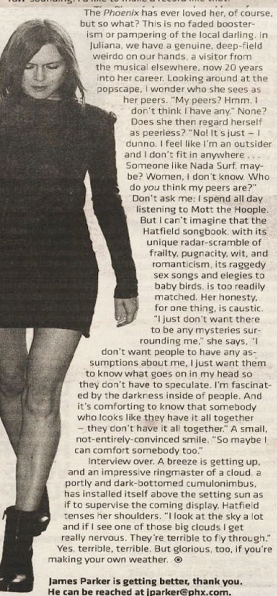 The Phoenix has ever loved her, of course,
but so what? This is no faded booster-
ism or pampering of the local darling. In
Juliana, we have a genuine, deep-field
weirdo on our hands, a visitor from
the musical elsewhere, now 20 years
into her career. Looking around at the
popscape, I wonder who she sees as
her peers. "My peers? Hmm. I
don't think I have any." None?
Does she then regard herself
as peerless? "No! It's just — I
dunno. I feel like I'm an outsider
and I don't fit in anywhere . . .
Someone like Nada Surf, may-
be? Women, I don't know. Who
do you think my peers are?"
Don't ask me: I spend all day
listening to Mott the Hoople.
But I can't imagine that the
Hatfield songbook, with its
unique radar-scramble of
frailty, pugnacity, wit, and
romanticism, its raggedy
sex songs and elegies to
baby birds, is too readily
matched. Her honesty,
for one thing, is caustic.
"I just don't want there
to be any mysteries sur-
rounding me," she says. "I
don't want people to have any as-
sumptions about me, I just want them
to know what goes on in my head so
they don't have to speculate. I'm fascinat-
ed by the darkness inside of people. And
it's comforting to know that somebody
who looks like they have it all together
— they don't have it all together." A small,
not-entirely-convinced smile. "So maybe I
can comfort somebody too."
Interview over. A breeze is getting up,
and an impressive ringmaster of a cloud, a
portly and dark-bottomed cumulonimbus,
has installed itself above the setting sun as
if to supervise the coming display. Hatfield
tenses her shoulders. "I look at the sky a lot
and if I see one of those big clouds I get
really nervous. They're terrible to fly through."
Yes, terrible, terrible. But glorious, too, if you're
making your own weather.
James Parker is getting better, thank you.
He can be reached at jparker@phx.com.